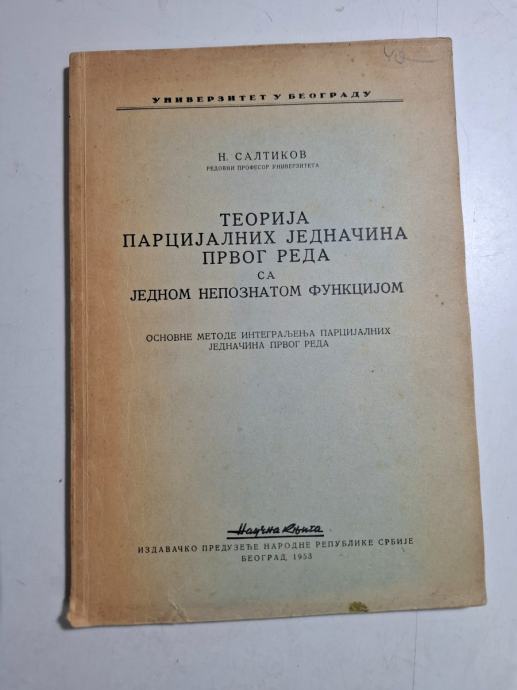 УНИВЕРЗИТЕТ У БЕОГРАДУ
Н. САЛТИКОВ
РЕДОВНИ ПРОФЕСОР УНИВЕРЗИТЕТА
ТЕОРИЈА
ПАРЦИЈАЛНИХ ЈЕДНАЧИНА
ПРВОГ РЕДА
СА
ЈЕДНОМ НЕПОЗНАТОМ ФУНКЦИЈОМ
ОСНОВНЕ МЕТОДЕ ИНТЕГРАЉЕЊА ПАРЦИЈАЛНИХ
ЈЕДНАЧИНА ПРВОГ РЕДА
Научна књига
ИЗДАВАЧКО ПРЕДУЗЕЋЕ НАРОДНЕ РЕПУБЛИКЕ СРБИЈЕ
БЕОГРАД, 1953